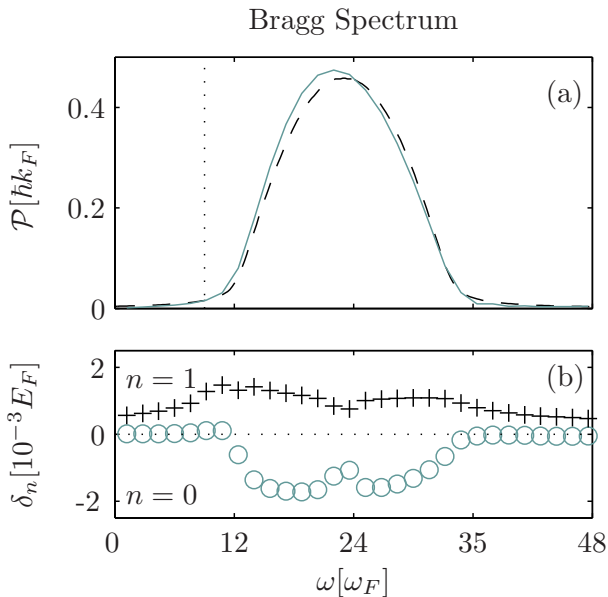 Bragg Spectrum
(a)
𝒫[ℏk_F]
0.4
0.2
0
(b)
n = 1
n = 0
δ_n[10^{-3}E_F]
2
0
-2
0 12 24 36 48
ω[ω_F]